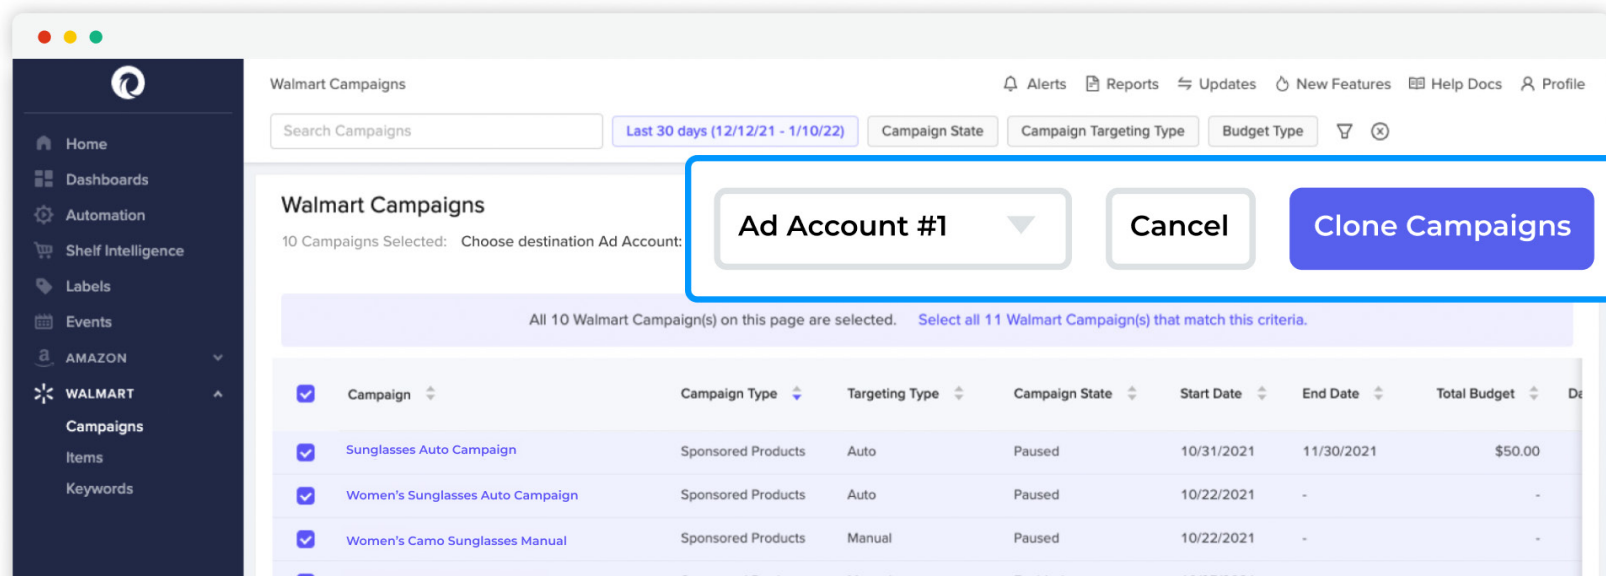 Walmart Campaigns
Alerts Reports Updates New Features Help Docs Profile
Search Campaigns
Last 30 days (12/12/21 - 1/10/22) Campaign State Campaign Targeting Type Budget Type
Home
Dashboards
Automation
Shelf Intelligence
Labels
Events
AMAZON
WALMART
Campaigns
Items
Keywords
Walmart Campaigns
10 Campaigns Selected: Choose destination Ad Account:
Ad Account #1 Cancel Clone Campaigns
All 10 Walmart Campaign(s) on this page are selected. Select all 11 Walmart Campaign(s) that match this criteria.
Campaign Campaign Type Targeting Type Campaign State Start Date End Date Total Budget
Sunglasses Auto Campaign Sponsored Products Auto Paused 10/31/2021 11/30/2021 $50.00
Women's Sunglasses Auto Campaign Sponsored Products Auto Paused 10/22/2021 - -
Women's Camo Sunglasses Manual Sponsored Products Manual Paused 10/22/2021 - -